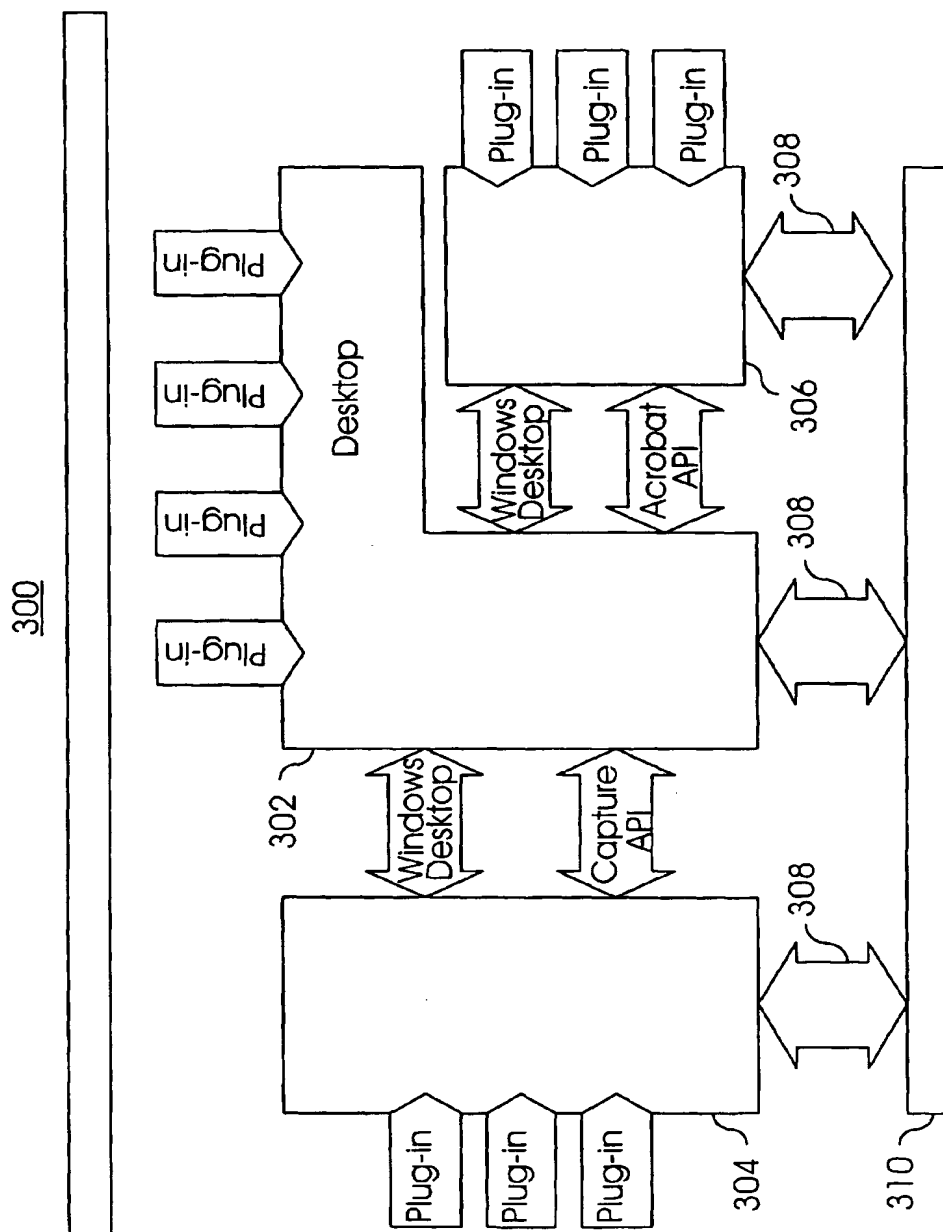 300
Plug-in
Plug-in
Plug-in
Plug-in
Desktop
302
Windows
Desktop
Capture
API
Windows
Desktop
Acrobat
API
Plug-in
Plug-in
Plug-in
Plug-in
Plug-in
Plug-in
304
306
308
308
308
310